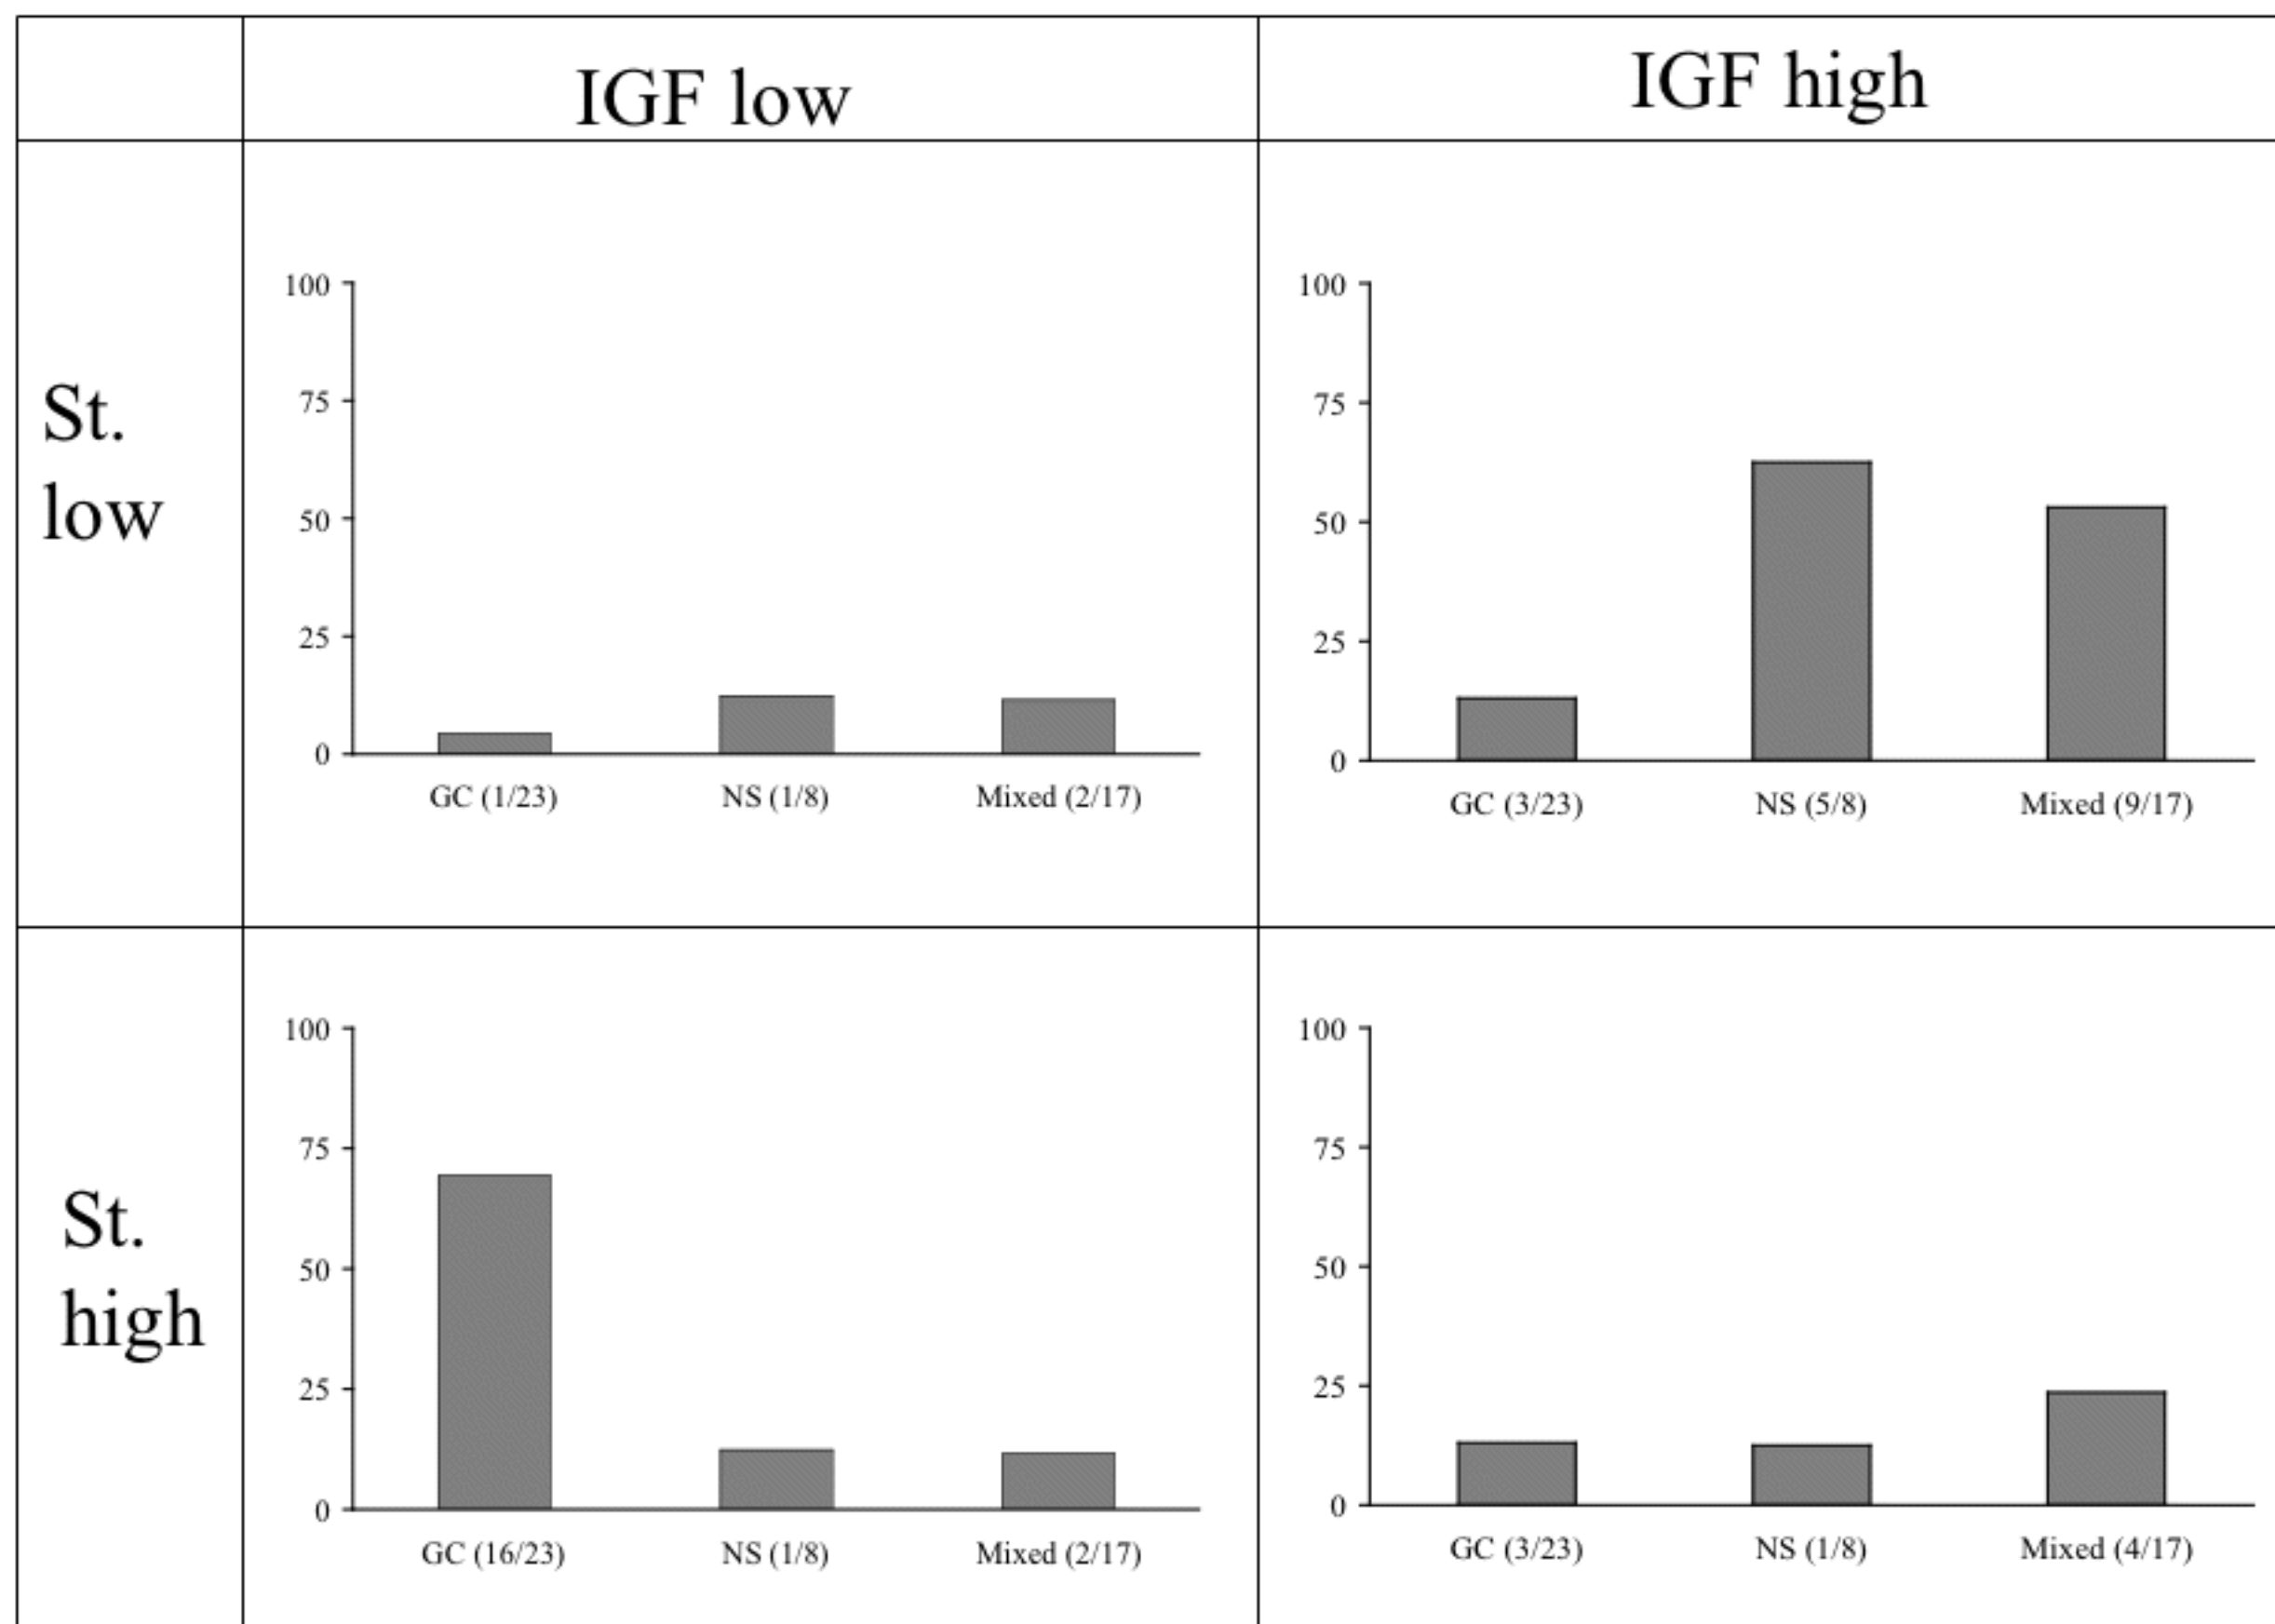 IGF low
IGF high
St.
low
100
75
50
25
0
GC (1/23) NS (1/8) Mixed (2/17)
100
75
50
25
0
GC (3/23) NS (5/8) Mixed (9/17)
St.
high
100
75
50
25
0
GC (16/23) NS (1/8) Mixed (2/17)
100
75
50
25
0
GC (3/23) NS (1/8) Mixed (4/17)